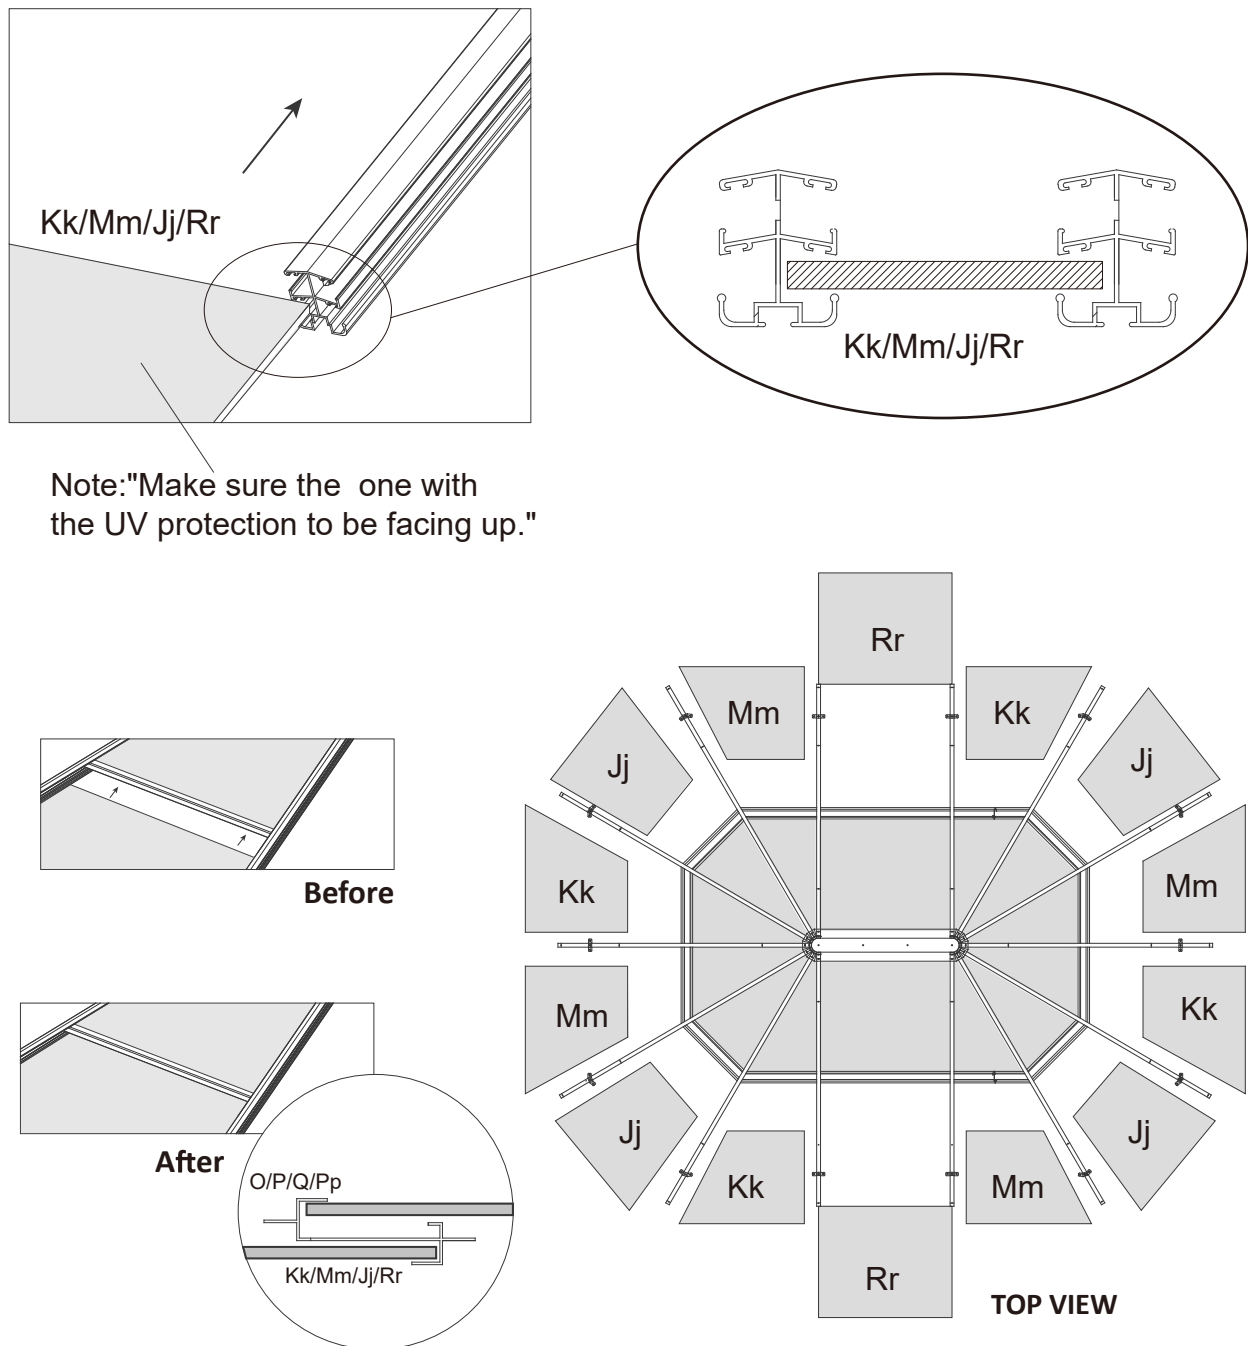 Kk/Mm/Jj/Rr
Kk/Mm/Jj/Rr
Note:"Make sure the  one with
the UV protection to be facing up."
Before
After
O/P/Q/Pp
Kk/Mm/Jj/Rr
Rr
Mm
Kk
Jj
Jj
Kk
Mm
Mm
Kk
Jj
Jj
Kk
Mm
Rr
TOP VIEW